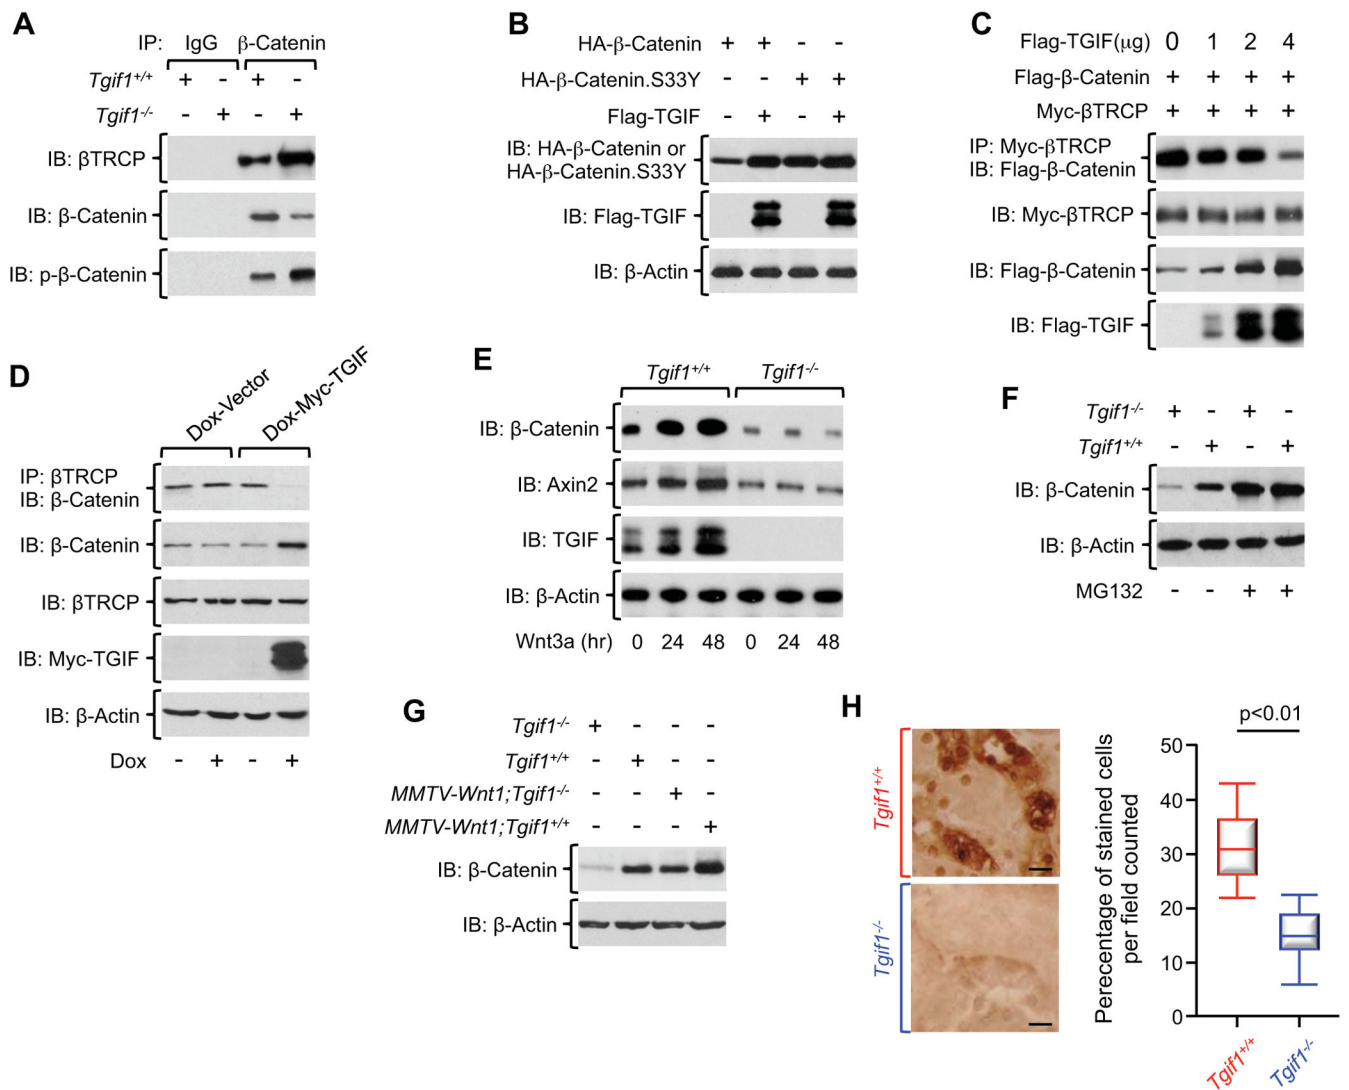 A
IP: IgG β-Catenin
Tgif1+/+ + - + -
Tgif1-/- - + - +
IB: βTRCP
IB: β-Catenin
IB: p-β-Catenin
B
HA-β-Catenin + + - -
HA-β-Catenin.S33Y - - + +
Flag-TGIF - + - +
IB: HA-β-Catenin or
HA-β-Catenin.S33Y
IB: Flag-TGIF
IB: β-Actin
C
Flag-TGIF(μg) 0 1 2 4
Flag-β-Catenin + + + +
Myc-βTRCP + + + +
IP: Myc-βTRCP
IB: Flag-β-Catenin
IB: Myc-βTRCP
IB: Flag-β-Catenin
IB: Flag-TGIF
D
Dox-Vector
Dox-Myc-TGIF
IP: βTRCP
IB: β-Catenin
IB: β-Catenin
IB: βTRCP
IB: Myc-TGIF
IB: β-Actin
Dox - + - +
E
Tgif1+/+ Tgif1-/-
IB: β-Catenin
IB: Axin2
IB: TGIF
IB: β-Actin
Wnt3a (hr) 0 24 48 0 24 48
F
Tgif1-/- + - + -
Tgif1+/+ - + - +
IB: β-Catenin
IB: β-Actin
MG132 - - + +
G
Tgif1-/- + - - -
Tgif1+/+ - + - -
MMTV-Wnt1;Tgif1-/- - - + -
MMTV-Wnt1;Tgif1+/+ - - - +
IB: β-Catenin
IB: β-Actin
H
Tgif1+/+
Tgif1-/-
Perecentage of stained cells
per field counted
p<0.01
50
40
30
20
10
0
Tgif1+/+
Tgif1-/-